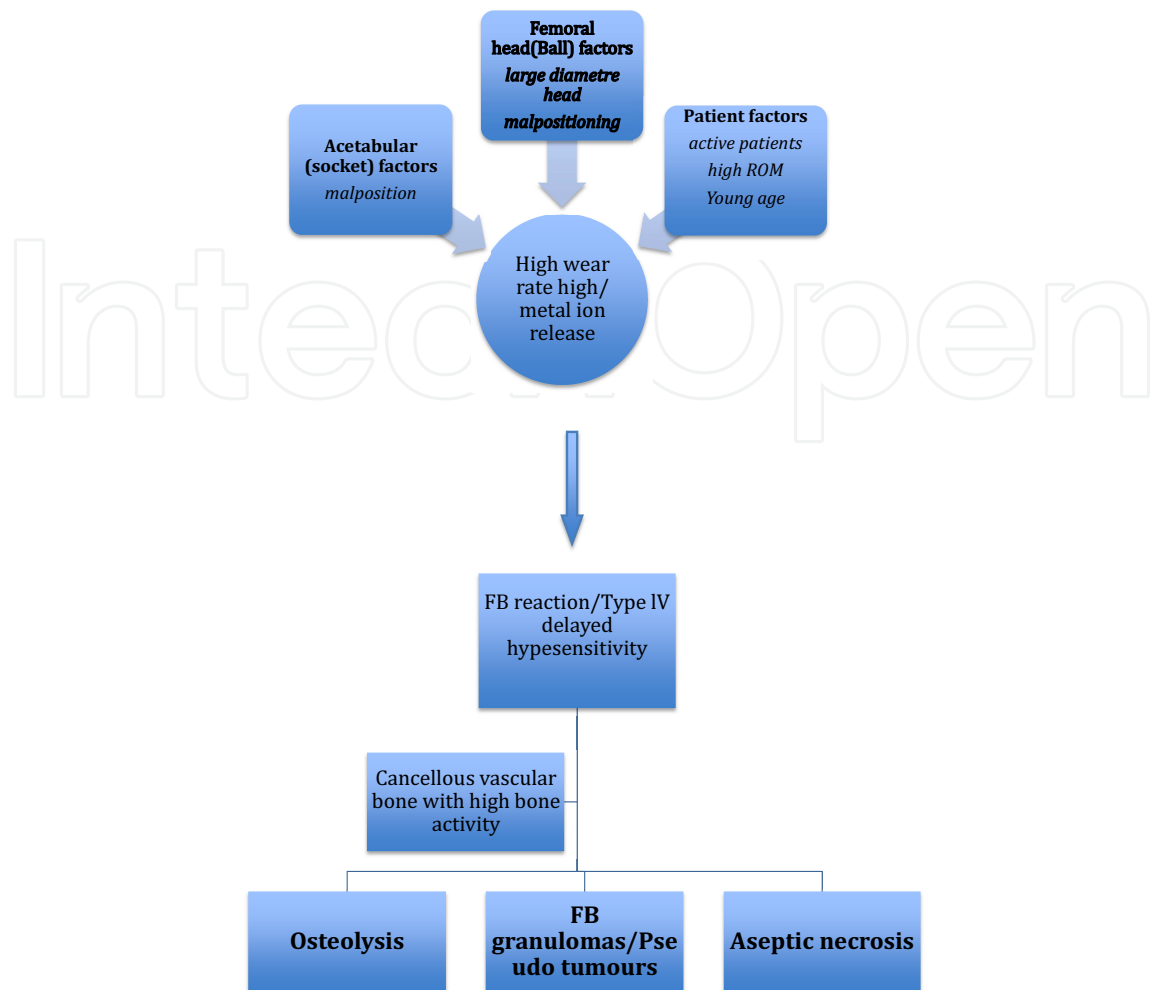 Femoral
head(Ball) factors
large diametre
head
malpositioning
Acetabular
(socket) factors
malposition
Patient factors
active patients
high ROM
Young age
High wear
rate high/
metal ion
release
IntechOpen
FB reaction/Type lV
delayed
hypesensitivity
Cancellous vascular
bone with high bone
activity
Osteolysis
FB
granulomas/Pse
udo tumours
Aseptic necrosis